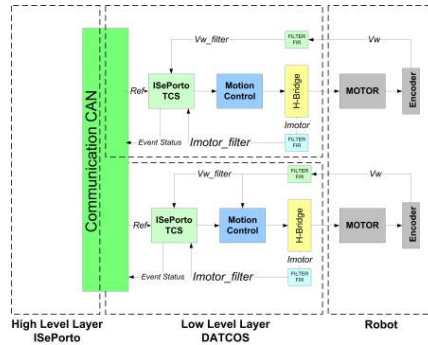 Communication CAN
Vw_filter
FILTER
FIR
Vw
Ref
ISePorto
TCS
Motion
Control
H-Bridge
MOTOR
Encoder
Imotor
Event Status
Imotor_filter
FILTER
FIR
Vw_filter
FILTER
FIR
Vw
Ref
ISePorto
TCS
Motion
Control
H-Bridge
MOTOR
Encoder
Imotor
Event Status
Imotor_filter
FILTER
FIR
High Level Layer
ISePorto
Low Level Layer
DATCOS
Robot